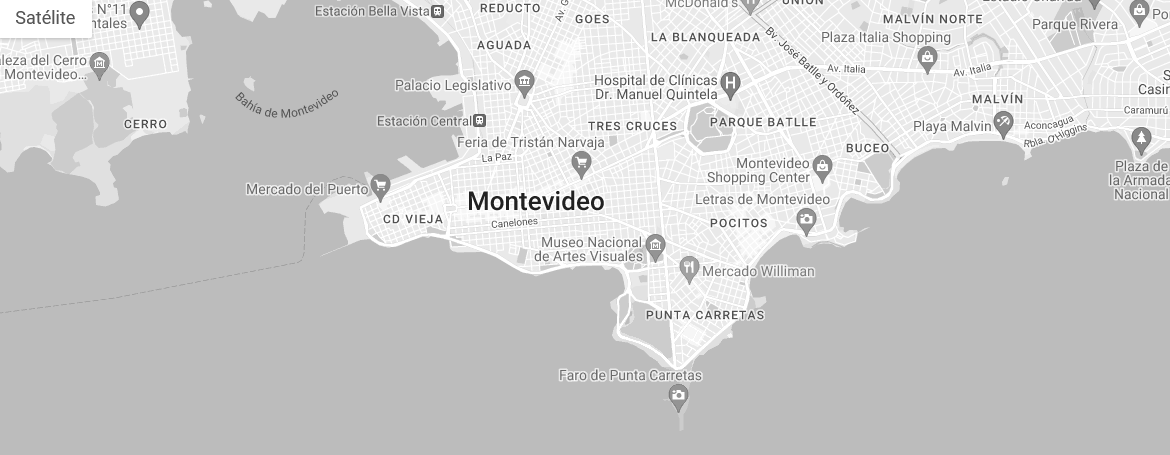 Satélite
N°11
ntales
Estación Bella Vista
REDUCTO
Av. G
GOES
McDonald's
UNIÓN
MALVÍN NORTE
Parque Rivera
Po
LA BLANQUEADA
Plaza Italia Shopping
Bv. José Batlle y Ordóñez
AGUADA
aleza del Cerro
Montevideo...
Palacio Legislativo
Hospital de Clínicas
Dr. Manuel Quintela
Av. Italia
Av. Italia
S
Casin
MALVÍN
Caramurú
Bahía de Montevideo
CERRO
Estación Central
TRES CRUCES
PARQUE BATLLE
Playa Malvin
Aconcagua
Rbla. O'Higgins
Feria de Tristán Narvaja
La Paz
BUCEO
Montevideo
Shopping Center
Plaza de
la Armada
Nacional
Mercado del Puerto
Montevideo
Letras de Montevideo
CD VIEJA
Canelones
POCITOS
Museo Nacional
de Artes Visuales
Mercado Williman
PUNTA CARRETAS
Faro de Punta Carretas